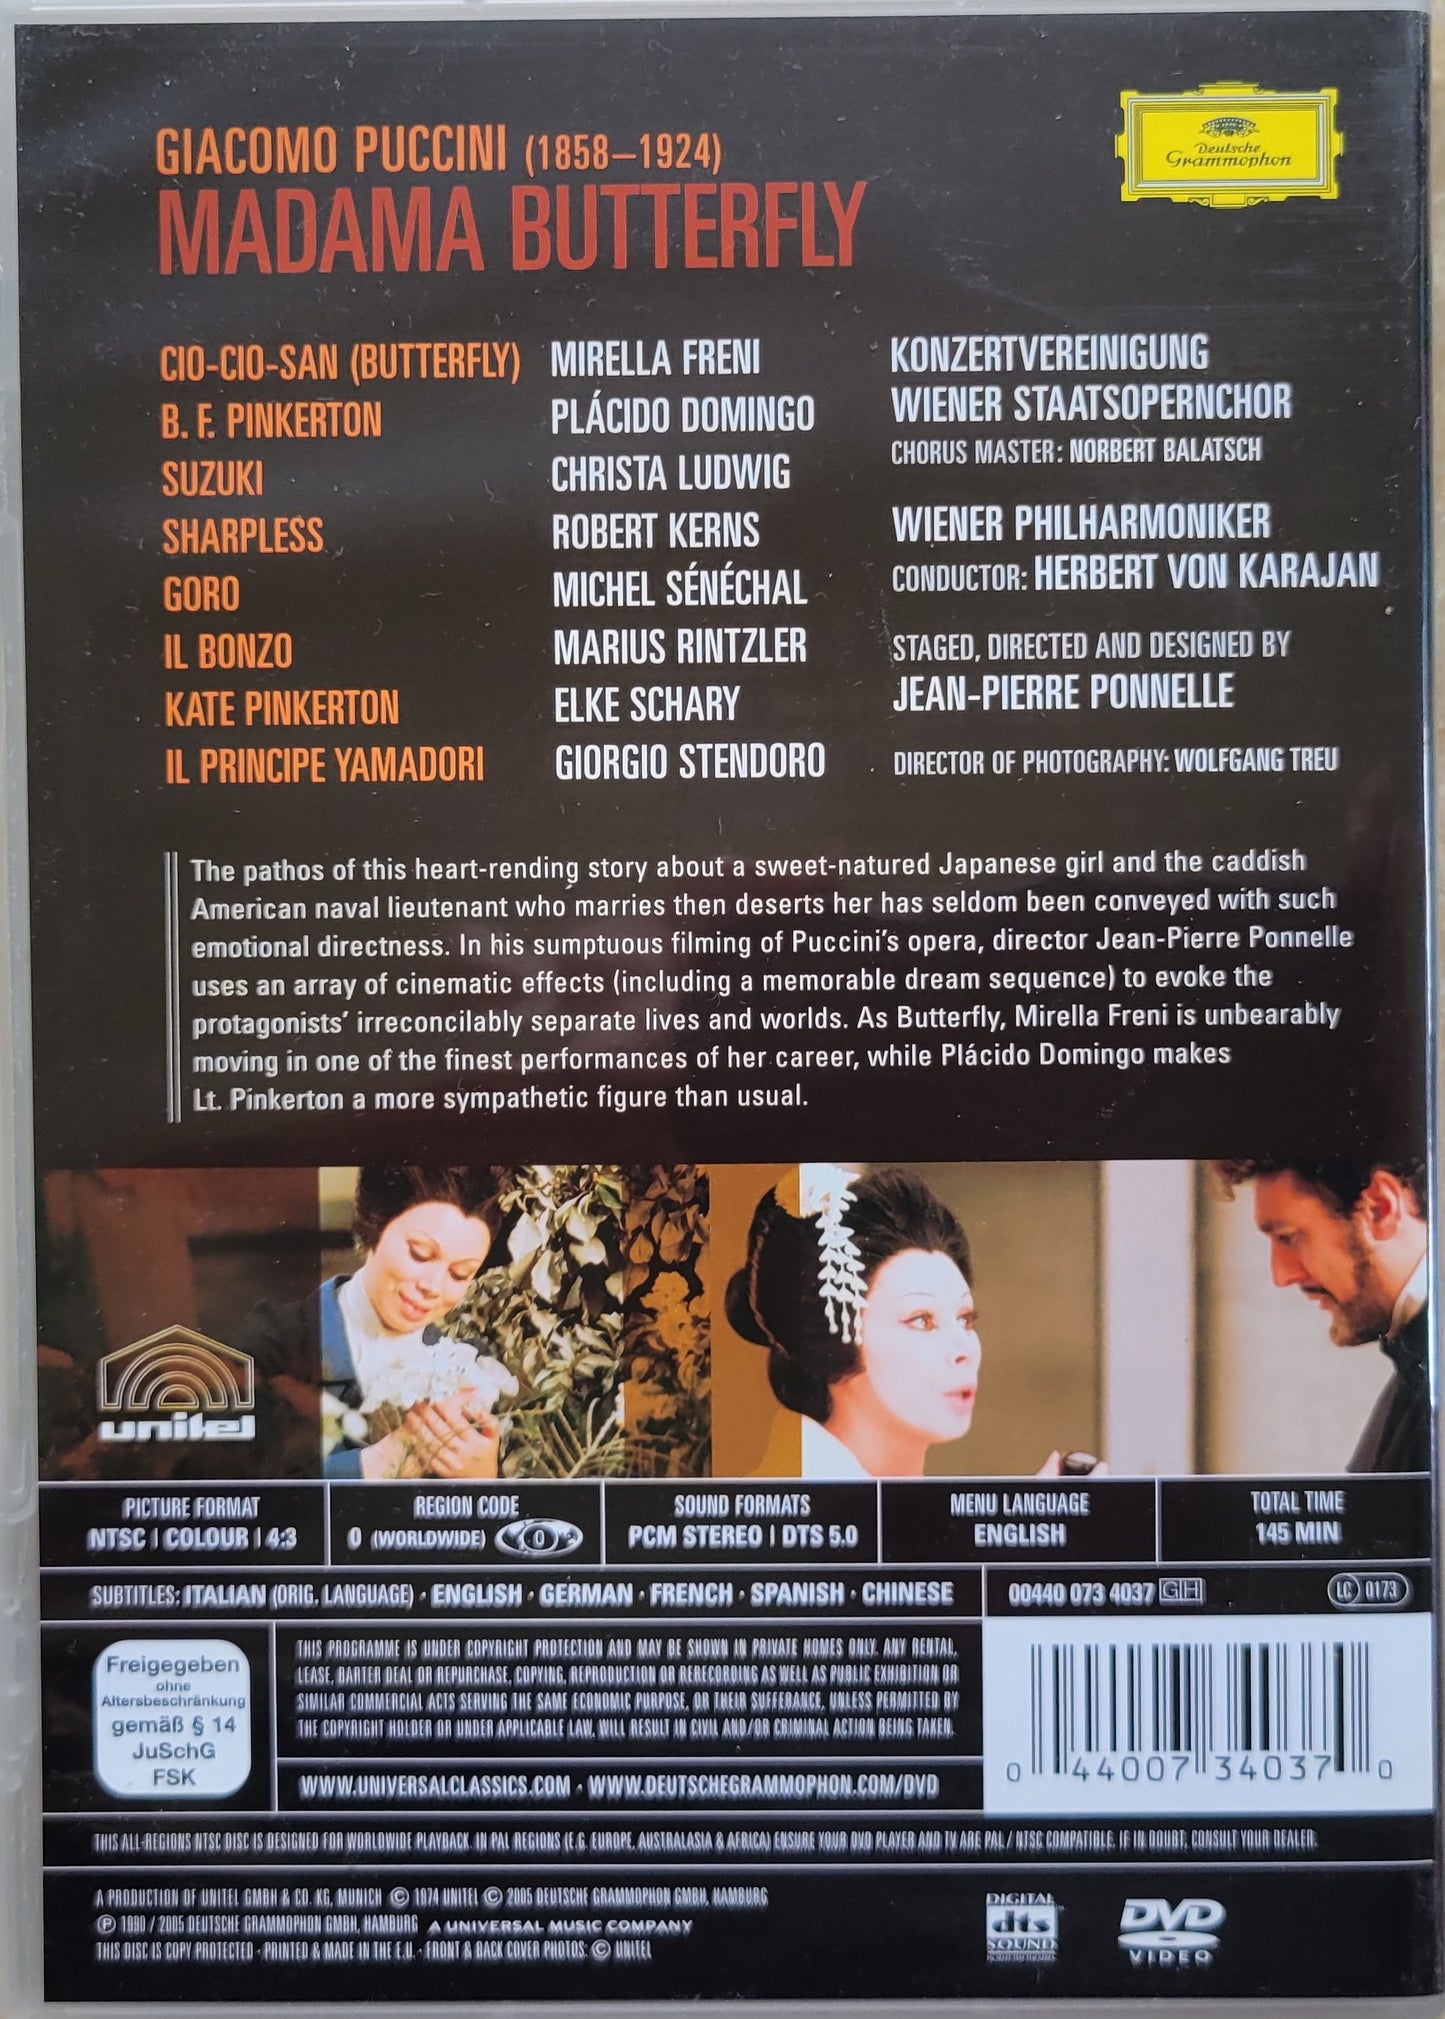 GIACOMO PUCCINI (1858–1924)
MADAMA BUTTERFLY
Deutsche
Grammophon
CIO-CIO-SAN (BUTTERFLY) MIRELLA FRENI
B. F. PINKERTON PLÁCIDO DOMINGO
SUZUKI CHRISTA LUDWIG
SHARPLESS ROBERT KERNS
GORO MICHEL SÉNÉCHAL
IL BONZO MARIUS RINTZLER
KATE PINKERTON ELKE SCHARY
IL PRINCIPE YAMADORI GIORGIO STENDORO
KONZERTVEREINIGUNG
WIENER STAATSOPERNCHOR
CHORUS MASTER: NORBERT BALATSCH
WIENER PHILHARMONIKER
CONDUCTOR: HERBERT VON KARAJAN
STAGED, DIRECTED AND DESIGNED BY
JEAN-PIERRE PONNELLE
DIRECTOR OF PHOTOGRAPHY: WOLFGANG TREU
The pathos of this heart-rending story about a sweet-natured Japanese girl and the caddish
American naval lieutenant who marries then deserts her has seldom been conveyed with such
emotional directness. In his sumptuous filming of Puccini's opera, director Jean-Pierre Ponnelle
uses an array of cinematic effects (including a memorable dream sequence) to evoke the
protagonists' irreconcilably separate lives and worlds. As Butterfly, Mirella Freni is unbearably
moving in one of the finest performances of her career, while Plácido Domingo makes
Lt. Pinkerton a more sympathetic figure than usual.
unitel
PICTURE FORMAT
NTSC | COLOUR | 4:3
REGION CODE
0 (WORLDWIDE) 0
SOUND FORMATS
PCM STEREO | DTS 5.0
MENU LANGUAGE
ENGLISH
TOTAL TIME
145 MIN
SUBTITLES: ITALIAN (ORIG. LANGUAGE) · ENGLISH · GERMAN · FRENCH · SPANISH · CHINESE
00440 073 4037 GH
LC 0173
Freigegeben
ohne
Altersbeschränkung
gemäß § 14
JuSchG
FSK
THIS PROGRAMME IS UNDER COPYRIGHT PROTECTION AND MAY BE SHOWN IN PRIVATE HOMES ONLY. ANY RENTAL,
LEASE, BARTER DEAL OR REPURCHASE, COPYING, REPRODUCTION OR RERECORDING AS WELL AS PUBLIC EXHIBITION OR
SIMILAR COMMERCIAL ACTS SERVING THE SAME ECONOMIC PURPOSE, OR THEIR SUFFERANCE, UNLESS PERMITTED BY
THE COPYRIGHT HOLDER OR UNDER APPLICABLE LAW, WILL RESULT IN CIVIL AND/OR CRIMINAL ACTION BEING TAKEN.
WWW.UNIVERSALCLASSICS.COM · WWW.DEUTSCHEGRAMMOPHON.COM/DVD
0 44007 34037 0
THIS ALL-REGIONS NTSC DISC IS DESIGNED FOR WORLDWIDE PLAYBACK. IN PAL REGIONS (E.G. EUROPE, AUSTRALASIA & AFRICA) ENSURE YOUR DVD PLAYER AND TV ARE PAL / NTSC COMPATIBLE. IF IN DOUBT, CONSULT YOUR DEALER.
A PRODUCTION OF UNITEL GMBH & CO. KG, MUNICH © 1974 UNITEL © 2005 DEUTSCHE GRAMMOPHON GMBH, HAMBURG
℗ 1990 / 2005 DEUTSCHE GRAMMOPHON GMBH, HAMBURG A UNIVERSAL MUSIC COMPANY
THIS DISC IS COPY PROTECTED · PRINTED & MADE IN THE E.U. · FRONT & BACK COVER PHOTOS: © UNITEL
DIGITAL
dts
SOUND
DVD
VIDEO